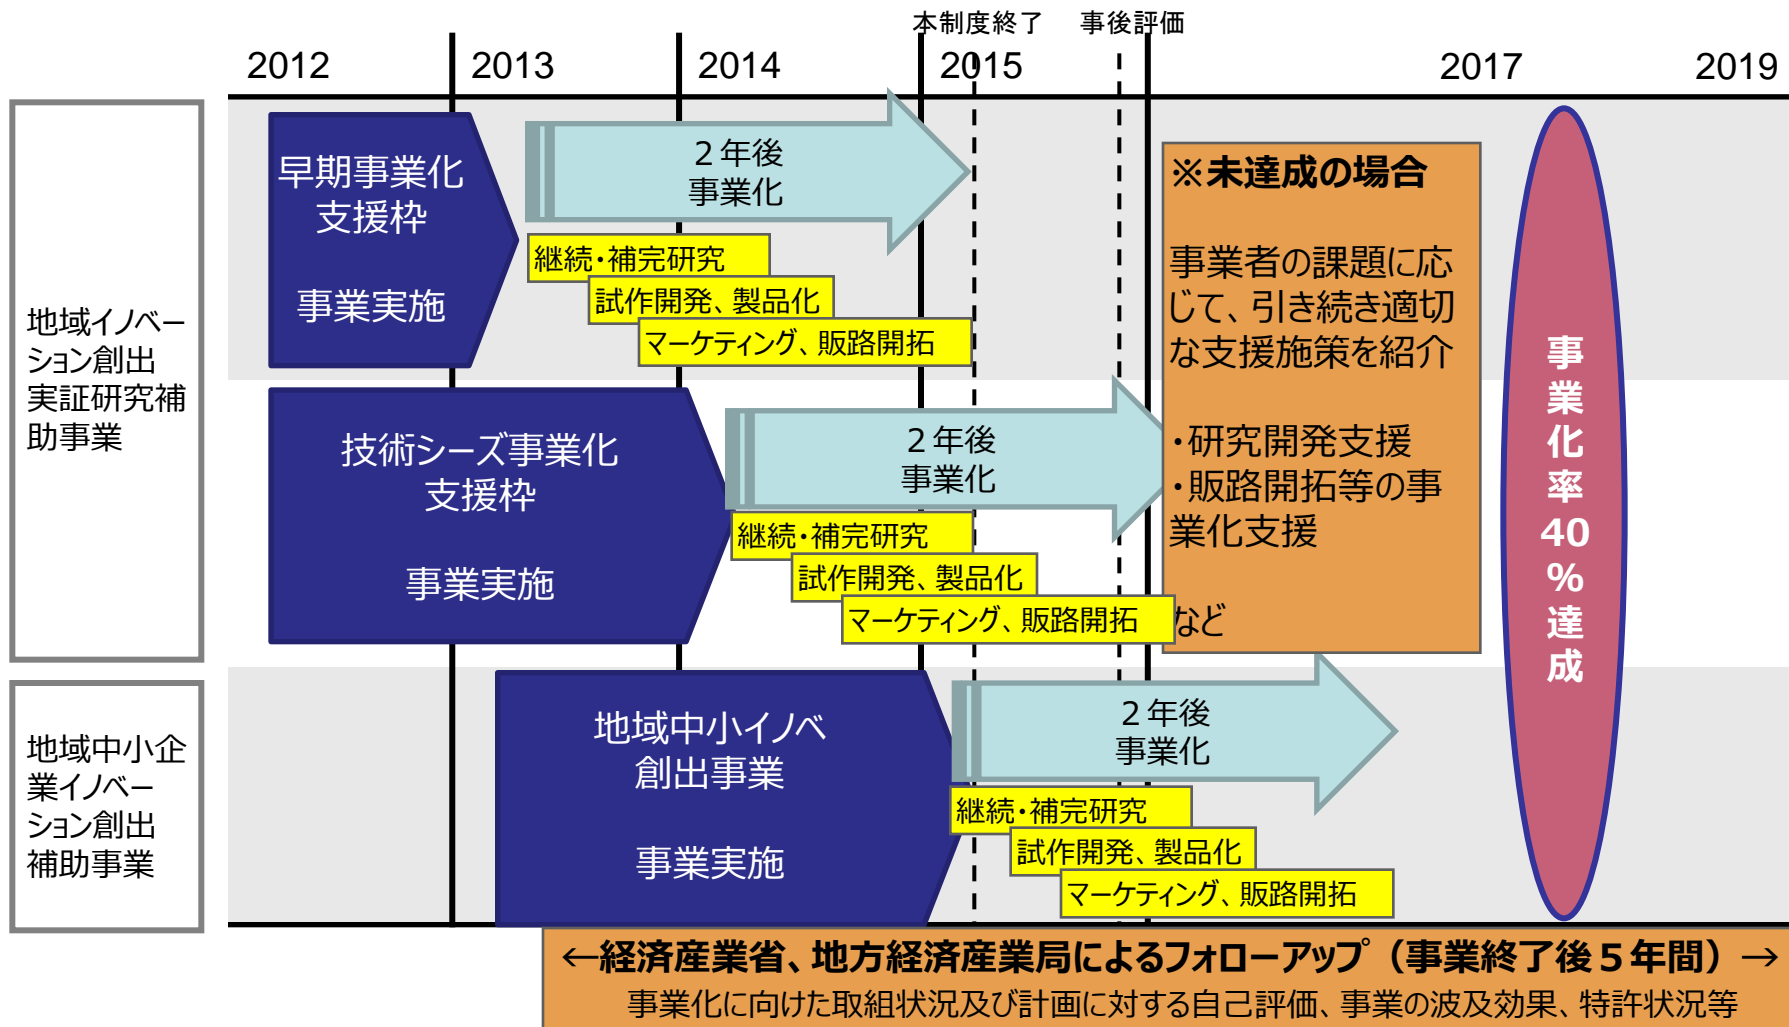 本制度終了 事後評価
2012 2013 2014 2015 2017 2019
地域イノベー
ション創出
実証研究補
助事業
早期事業化
支援枠
事業実施
２年後
事業化
継続・補完研究
試作開発、製品化
マーケティング、販路開拓
技術シーズ事業化
支援枠
事業実施
２年後
事業化
継続・補完研究
試作開発、製品化
マーケティング、販路開拓
※未達成の場合
事業者の課題に応
じて、引き続き適切
な支援施策を紹介
・研究開発支援
・販路開拓等の事
業化支援
など
事業化率40%達成
地域中小企
業イノベー
ション創出
補助事業
地域中小イノベ
創出事業
事業実施
２年後
事業化
継続・補完研究
試作開発、製品化
マーケティング、販路開拓
←経済産業省、地方経済産業局によるフォローアップ（事業終了後５年間）→
事業化に向けた取組状況及び計画に対する自己評価、事業の波及効果、特許状況等